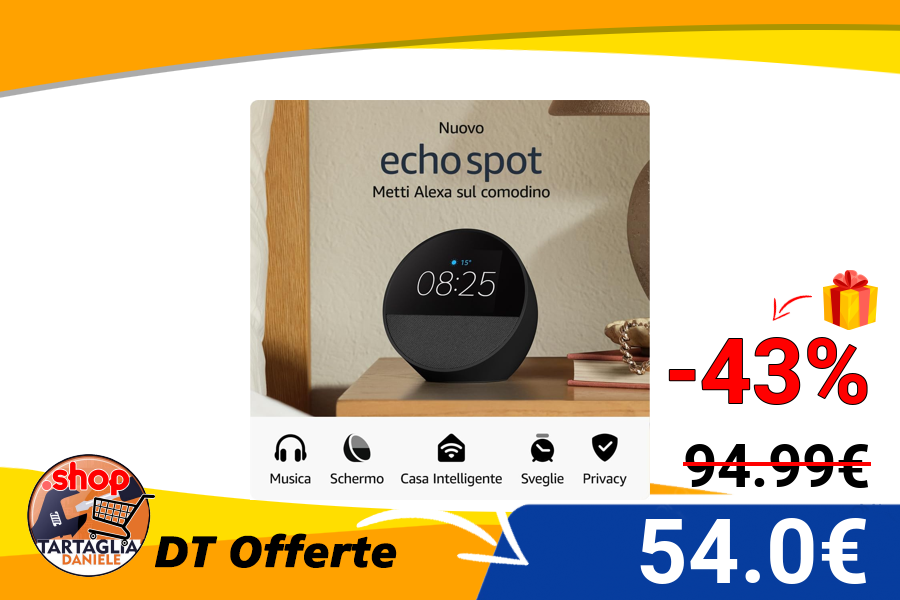 Nuovo
echo spot
Metti Alexa sul comodino
15°
08:25
Musica
Schermo
Casa Intelligente
Sveglie
Privacy
-43%
94.99€
54.0€
.shop
TARTAGLIA
DANIELE
DT Offerte